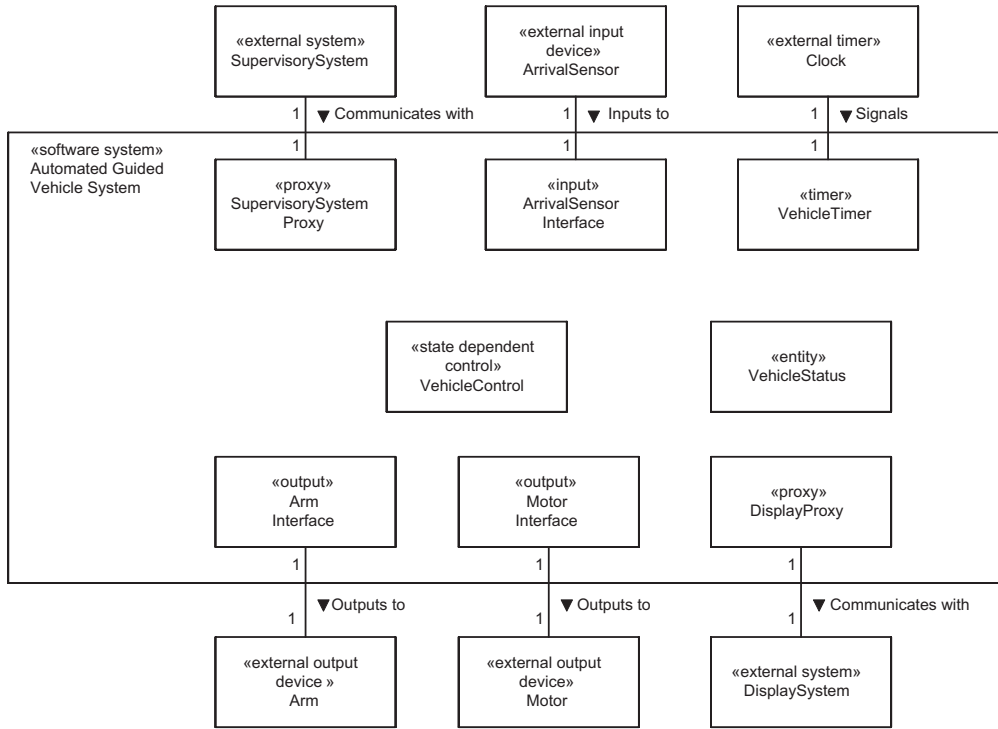 «external system»
SupervisorySystem
«external input
device»
ArrivalSensor
«external timer»
Clock
1
▼ Communicates with
1
▼ Inputs to
1
▼ Signals
«software system»
Automated Guided
Vehicle System
1
1
1
«proxy»
SupervisorySystem
Proxy
«input»
ArrivalSensor
Interface
«timer»
VehicleTimer
«state dependent
control»
VehicleControl
«entity»
VehicleStatus
«output»
Arm
Interface
«output»
Motor
Interface
«proxy»
DisplayProxy
1
1
1
1
▼Outputs to
1
▼Outputs to
1
▼ Communicates with
«external output
device »
Arm
«external output
device»
Motor
«external system»
DisplaySystem